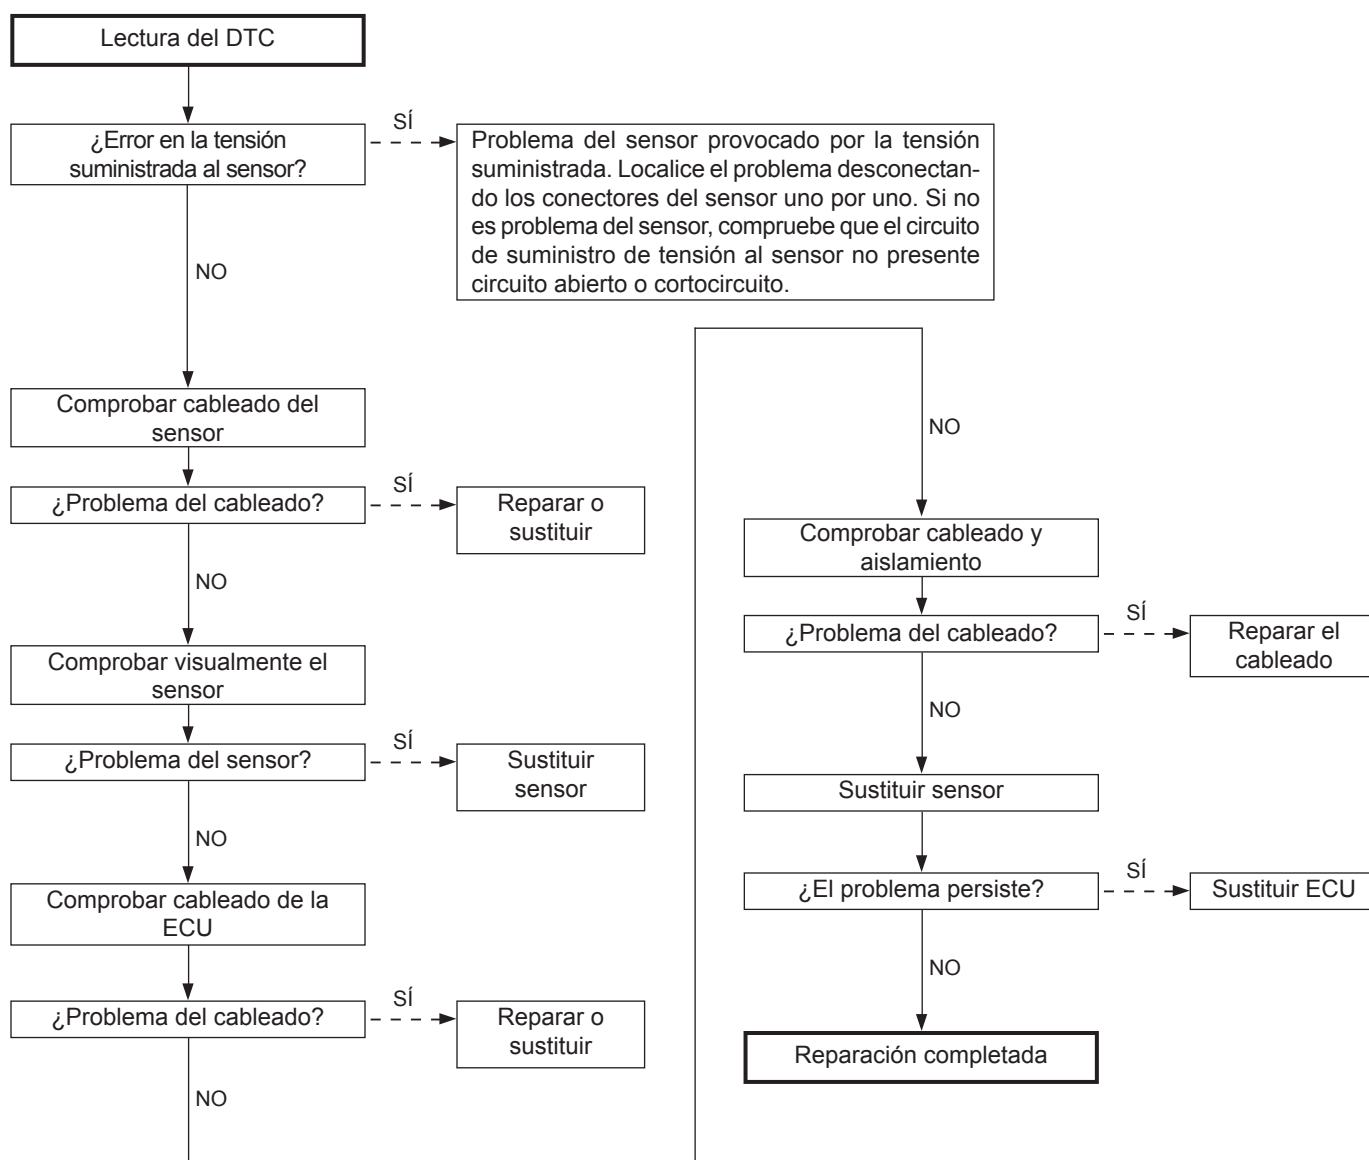 Lectura del DTC
¿Error en la tensión
suministrada al sensor?
SÍ
Problema del sensor provocado por la tensión
suministrada. Localice el problema desconectan-
do los conectores del sensor uno por uno. Si no
es problema del sensor, compruebe que el circuito
de suministro de tensión al sensor no presente
circuito abierto o cortocircuito.
NO
Comprobar cableado del
sensor
¿Problema del cableado?
SÍ
Reparar o
sustituir
NO
Comprobar visualmente el
sensor
¿Problema del sensor?
SÍ
Sustituir
sensor
NO
Comprobar cableado de la
ECU
¿Problema del cableado?
SÍ
Reparar o
sustituir
NO
NO
Comprobar cableado y
aislamiento
¿Problema del cableado?
SÍ
Reparar el
cableado
NO
Sustituir sensor
¿El problema persiste?
SÍ
Sustituir ECU
NO
Reparación completada